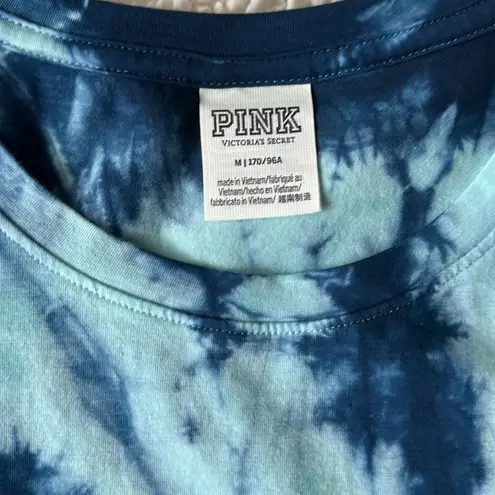 PINK
VICTORIA'S SECRET
M | 170/96A
made in Vietnam/fabriqué au
Vietnam/hecho en Vietnam/
fabbricato in Vietnam/ 越南制造